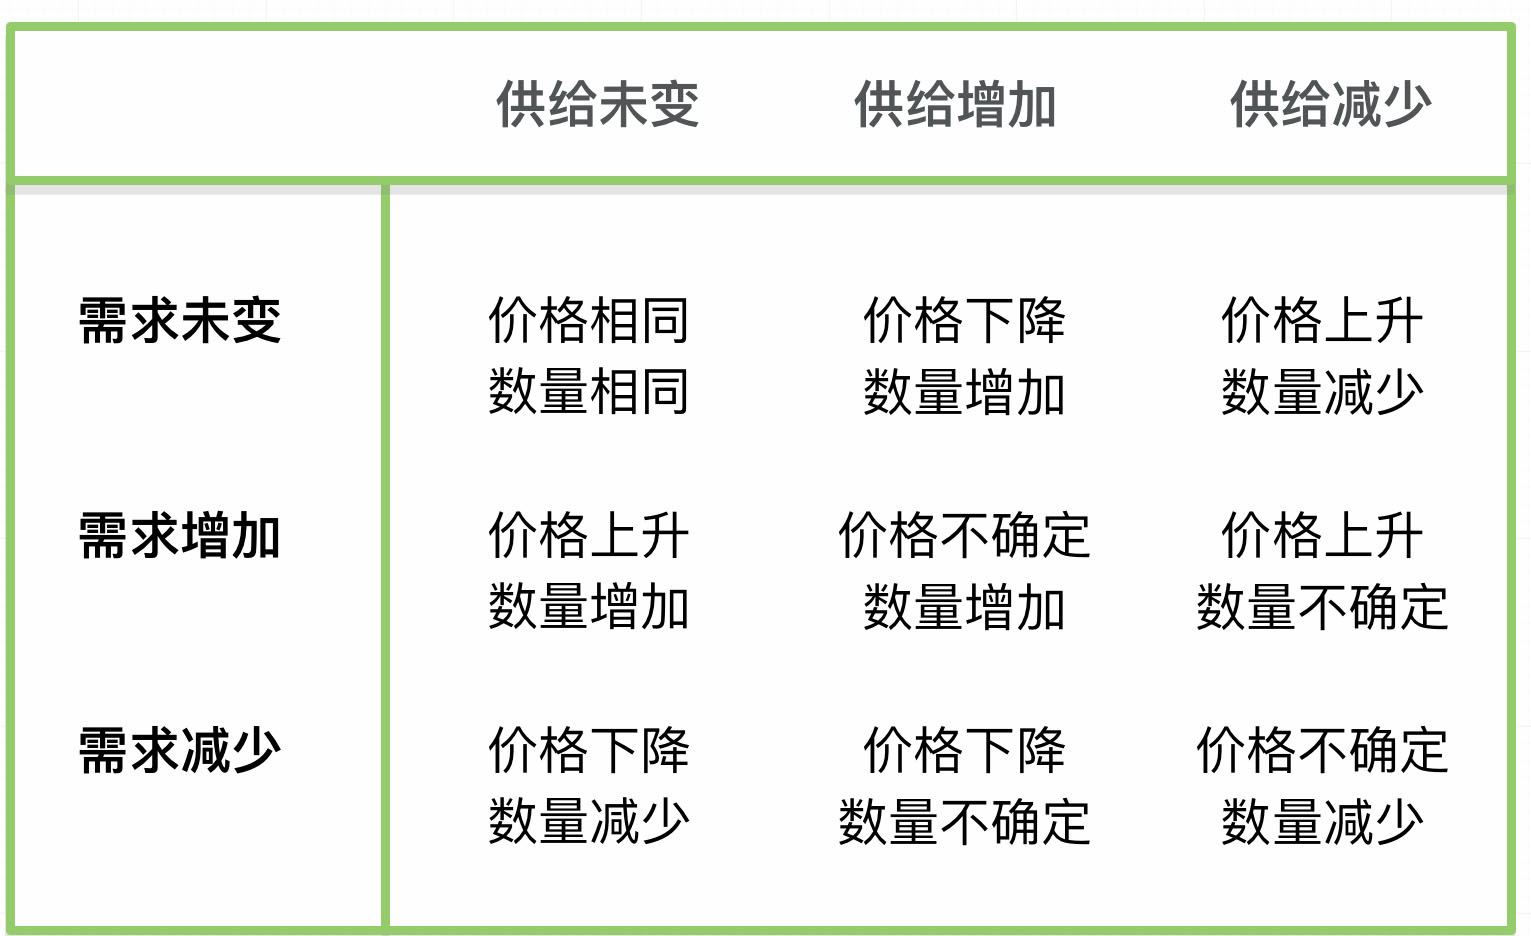 供给未变 供给增加 供给减少
需求未变 价格相同 价格下降 价格上升
数量相同 数量增加 数量减少
需求增加 价格上升 价格不确定 价格上升
数量增加 数量增加 数量不确定
需求减少 价格下降 价格下降 价格不确定
数量减少 数量不确定 数量减少